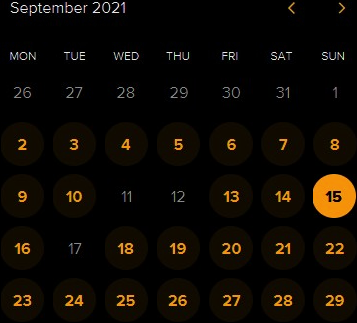 September 2021
MON TUE WED THU FRI SAT SUN
26 27 28 29 30 31 1
2 3 4 5 6 7 8
9 10 11 12 13 14 15
16 17 18 19 20 21 22
23 24 25 26 27 28 29